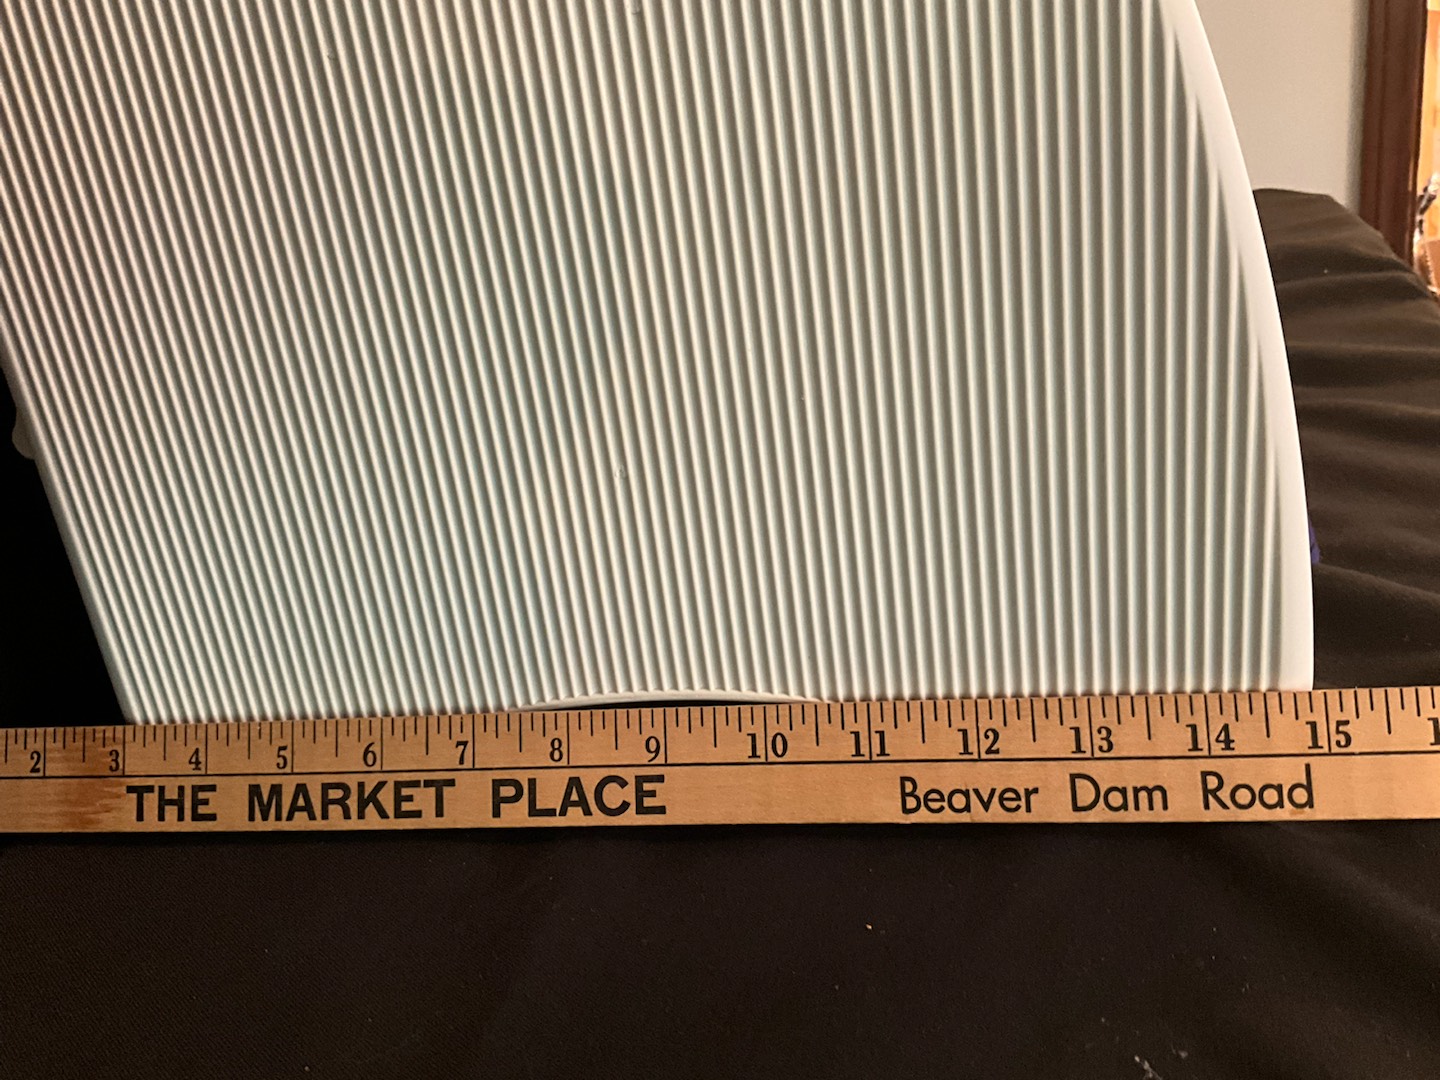 2 3 4 5 6 7 8 9 10 11 12 13 14 15 1
THE MARKET PLACE Beaver Dam Road